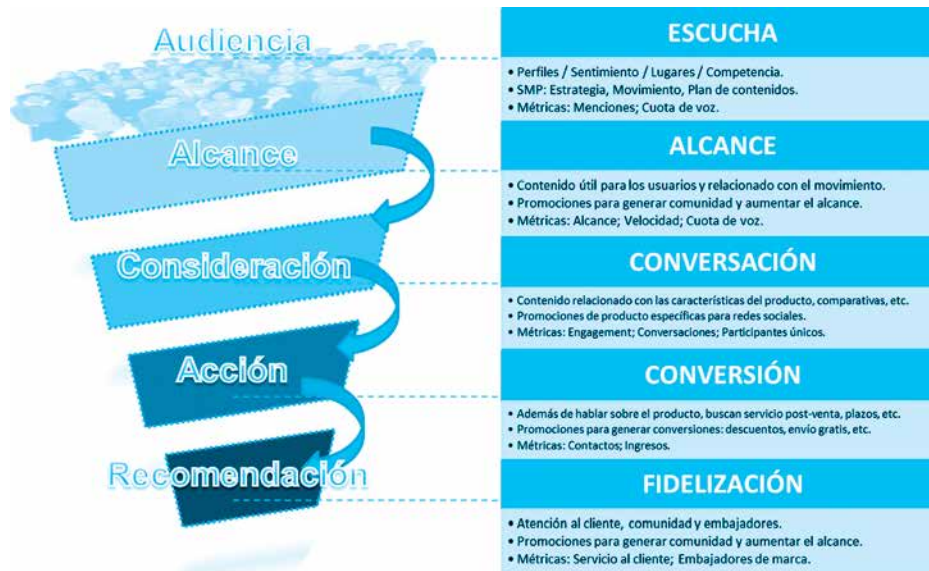 Audiencia
ESCUCHA
• Perfiles / Sentimiento / Lugares / Competencia.
• SMP: Estrategia, Movimiento, Plan de contenidos.
• Métricas: Menciones; Cuota de voz.
Alcance
ALCANCE
• Contenido útil para los usuarios y relacionado con el movimiento.
• Promociones para generar comunidad y aumentar el alcance.
• Métricas: Alcance; Velocidad; Cuota de voz.
Consideración
CONVERSACIÓN
• Contenido relacionado con las características del producto, comparativas, etc.
• Promociones de producto específicas para redes sociales.
• Métricas: Engagement; Conversaciones; Participantes únicos.
Acción
CONVERSIÓN
• Además de hablar sobre el producto, buscan servicio post-venta, plazos, etc.
• Promociones para generar conversiones: descuentos, envío gratis, etc.
• Métricas: Contactos; Ingresos.
Recomendación
FIDELIZACIÓN
• Atención al cliente, comunidad y embajadores.
• Promociones para generar comunidad y aumentar el alcance.
• Métricas: Servicio al cliente; Embajadores de marca.